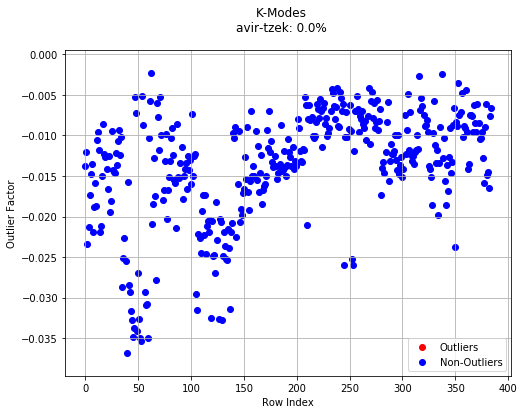 K-Modes
avir-tzek: 0.0%
0.000
−0.005
−0.010
−0.015
−0.020
−0.025
−0.030
−0.035
Outlier Factor
0 50 100 150 200 250 300 350 400
Row Index
Outliers
Non-Outliers